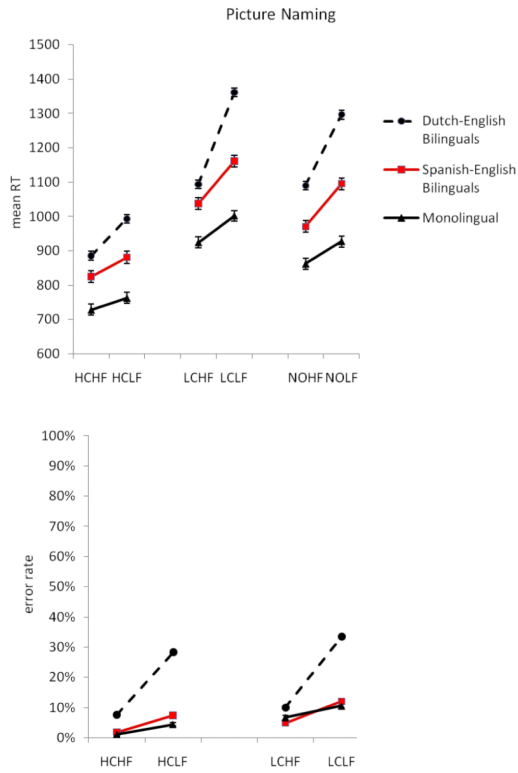 Picture Naming
1500
1400
1300
1200
1100
1000
900
800
700
600
mean RT
HCHF HCLF LCHF LCLF NOHF NOLF
Dutch-English
Bilinguals
Spanish-English
Bilinguals
Monolingual
100%
90%
80%
70%
60%
50%
40%
30%
20%
10%
0%
error rate
HCHF HCLF LCHF LCLF